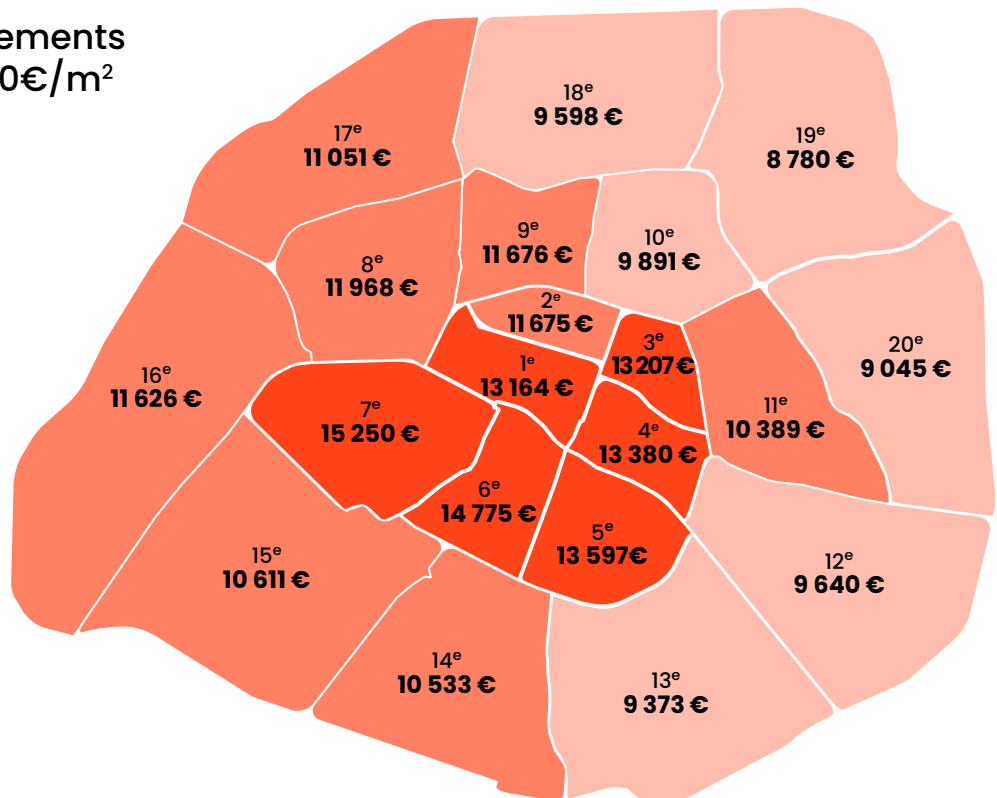 ements
0€/m²
18ᵉ
9 598 €
17ᵉ
11 051 €
19ᵉ
8 780 €
9ᵉ
11 676 €
10ᵉ
9 891 €
8ᵉ
11 968 €
2ᵉ
11 675 €
3ᵉ
13 207€
20ᵉ
9 045 €
1ᵉ
13 164 €
16ᵉ
11 626 €
7ᵉ
15 250 €
11ᵉ
10 389 €
4ᵉ
13 380 €
6ᵉ
14 775 €
5ᵉ
13 597€
15ᵉ
10 611 €
12ᵉ
9 640 €
14ᵉ
10 533 €
13ᵉ
9 373 €